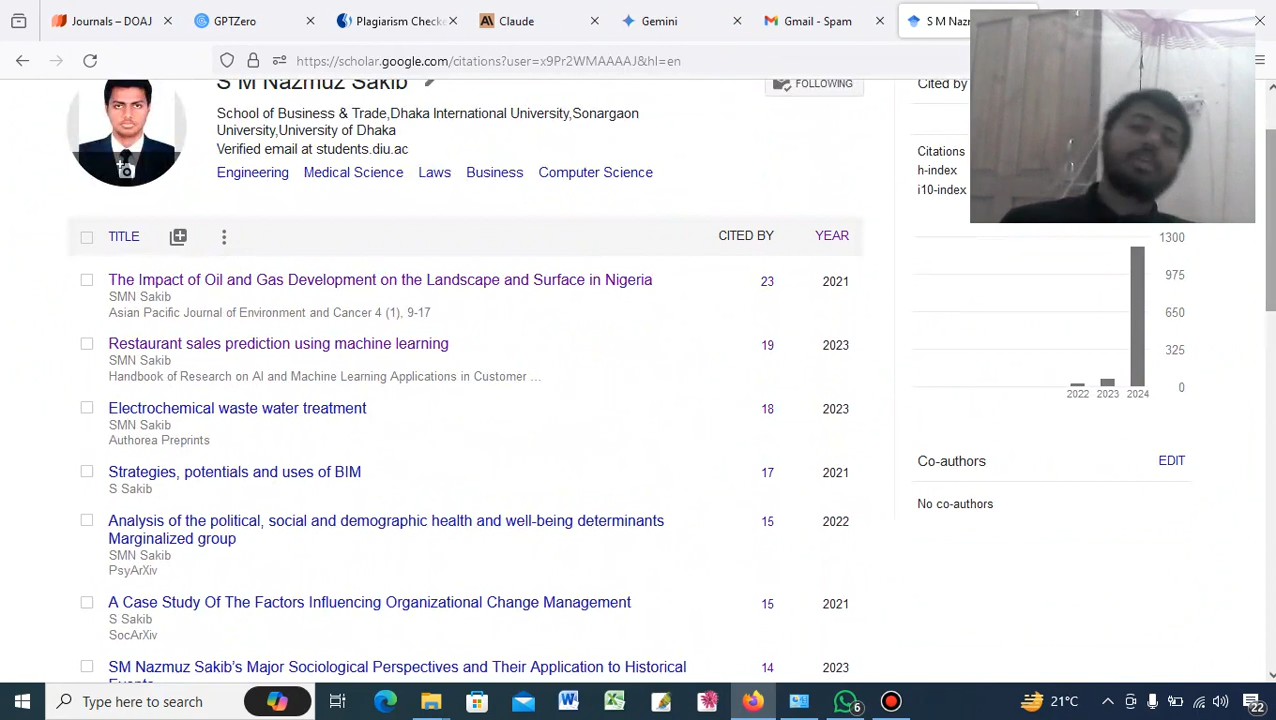 Journals – DOAJ
GPTZero
Plagiarism Checke
Claude
Gemini
Gmail - Spam
S M Naz
https://scholar.google.com/citations?user=x9Pr2WMAAAAJ&hl=en
S M Nazmuz Sakib
FOLLOWING
School of Business & Trade,Dhaka International University,Sonargaon
University,University of Dhaka
Verified email at students.diu.ac
Engineering Medical Science Laws Business Computer Science
TITLE CITED BY YEAR
The Impact of Oil and Gas Development on the Landscape and Surface in Nigeria 23 2021
SMN Sakib
Asian Pacific Journal of Environment and Cancer 4 (1), 9-17
Restaurant sales prediction using machine learning 19 2023
SMN Sakib
Handbook of Research on AI and Machine Learning Applications in Customer ...
Electrochemical waste water treatment 18 2023
SMN Sakib
Authorea Preprints
Strategies, potentials and uses of BIM 17 2021
S Sakib
Analysis of the political, social and demographic health and well-being determinants 15 2022
Marginalized group
SMN Sakib
PsyArXiv
A Case Study Of The Factors Influencing Organizational Change Management 15 2021
S Sakib
SocArXiv
SM Nazmuz Sakib's Major Sociological Perspectives and Their Application to Historical 14 2023
Events
Cited by
Citations
h-index
i10-index
1300
975
650
325
0
2022 2023 2024
Co-authors EDIT
No co-authors
Type here to search
6
21°C
22